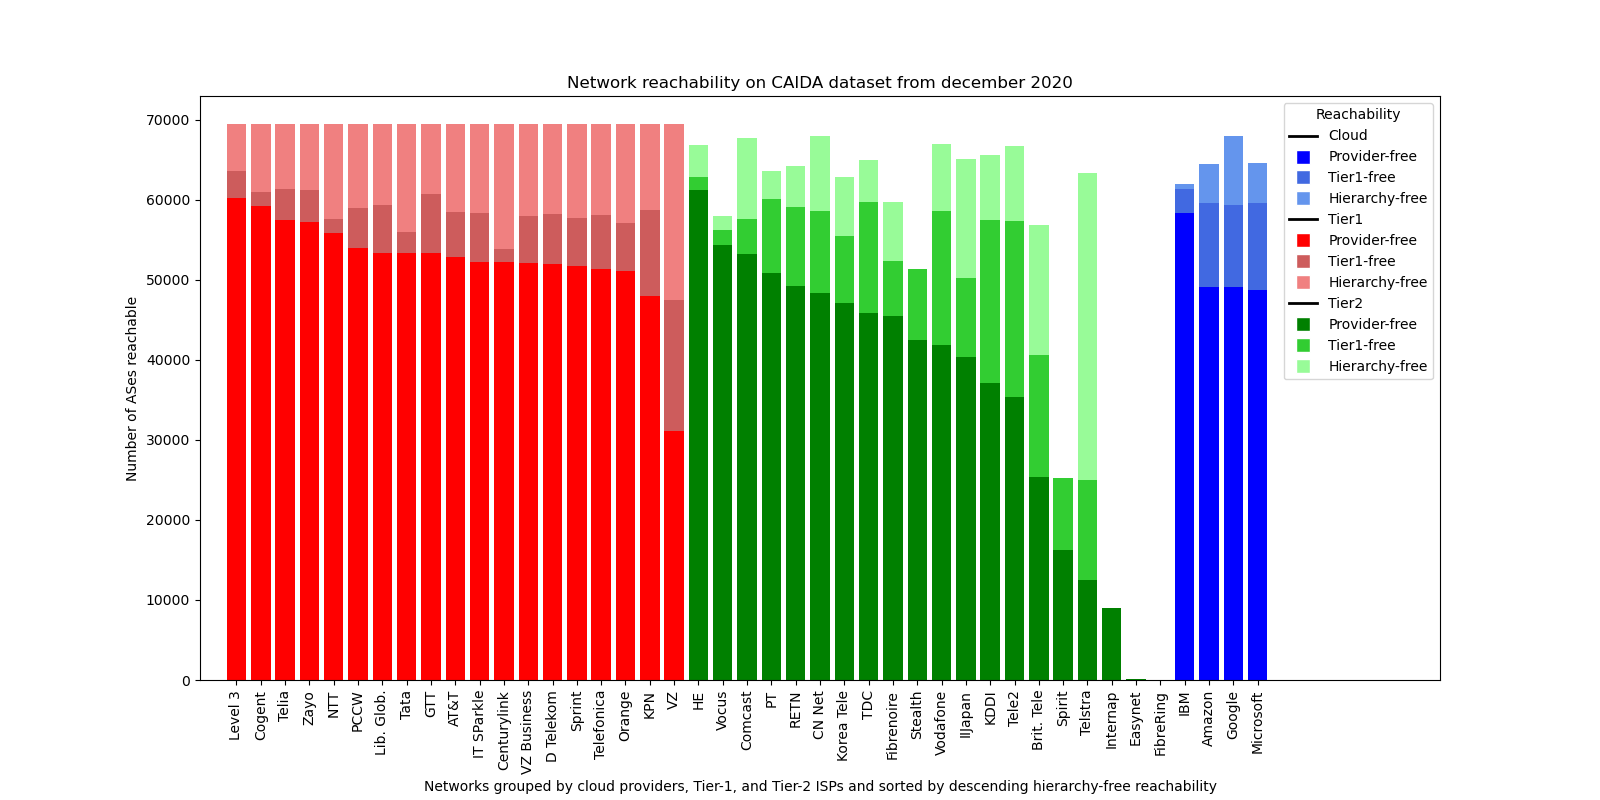 Network reachability on CAIDA dataset from december 2020
Number of ASes reachable
70000
60000
50000
40000
30000
20000
10000
0
Reachability
Cloud
Provider-free
Tier1-free
Hierarchy-free
Tier1
Provider-free
Tier1-free
Hierarchy-free
Tier2
Provider-free
Tier1-free
Hierarchy-free
Level 3
Cogent
Telia
Zayo
NTT
PCCW
Lib. Glob.
Tata
GTT
AT&T
IT SParkle
Centurylink
VZ Business
D Telekom
Sprint
Telefonica
Orange
KPN
VZ
HE
Vocus
Comcast
PT
RETN
CN Net
Korea Tele
TDC
Fibrenoire
Stealth
Vodafone
IIJapan
KDDI
Tele2
Brit. Tele
Spirit
Telstra
Internap
Easynet
FibreRing
IBM
Amazon
Google
Microsoft
Networks grouped by cloud providers, Tier-1, and Tier-2 ISPs and sorted by descending hierarchy-free reachability